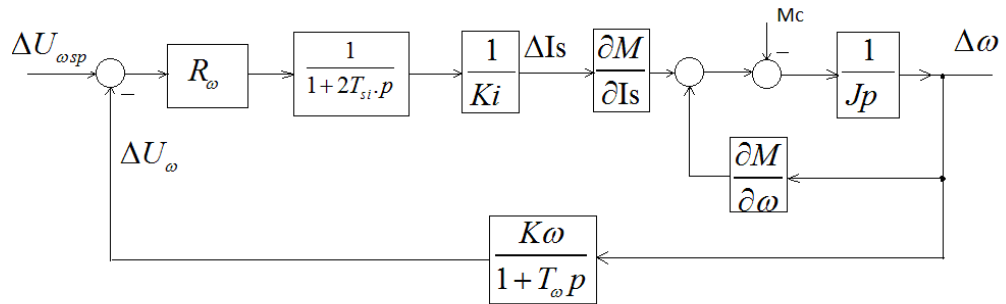 ΔU_ωsp
−
R_ω
1 / (1+2T_si.p)
1 / Ki
ΔIs
∂M / ∂Is
Mc
−
1 / Jp
Δω
ΔU_ω
∂M / ∂ω
Kω / (1+T_ω p)